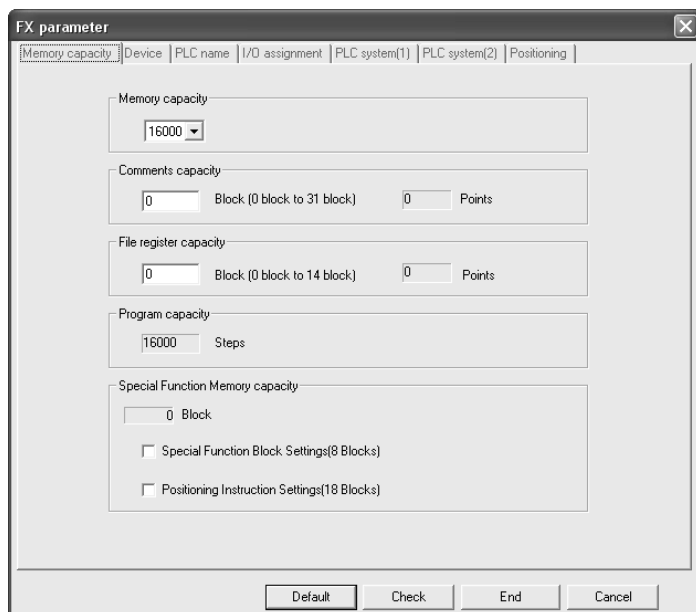 FX parameter
Memory capacity Device PLC name I/O assignment PLC system(1) PLC system(2) Positioning
Memory capacity
16000
Comments capacity
0 Block (0 block to 31 block) 0 Points
File register capacity
0 Block (0 block to 14 block) 0 Points
Program capacity
16000 Steps
Special Function Memory capacity
0 Block
Special Function Block Settings(8 Blocks)
Positioning Instruction Settings(18 Blocks)
Default Check End Cancel